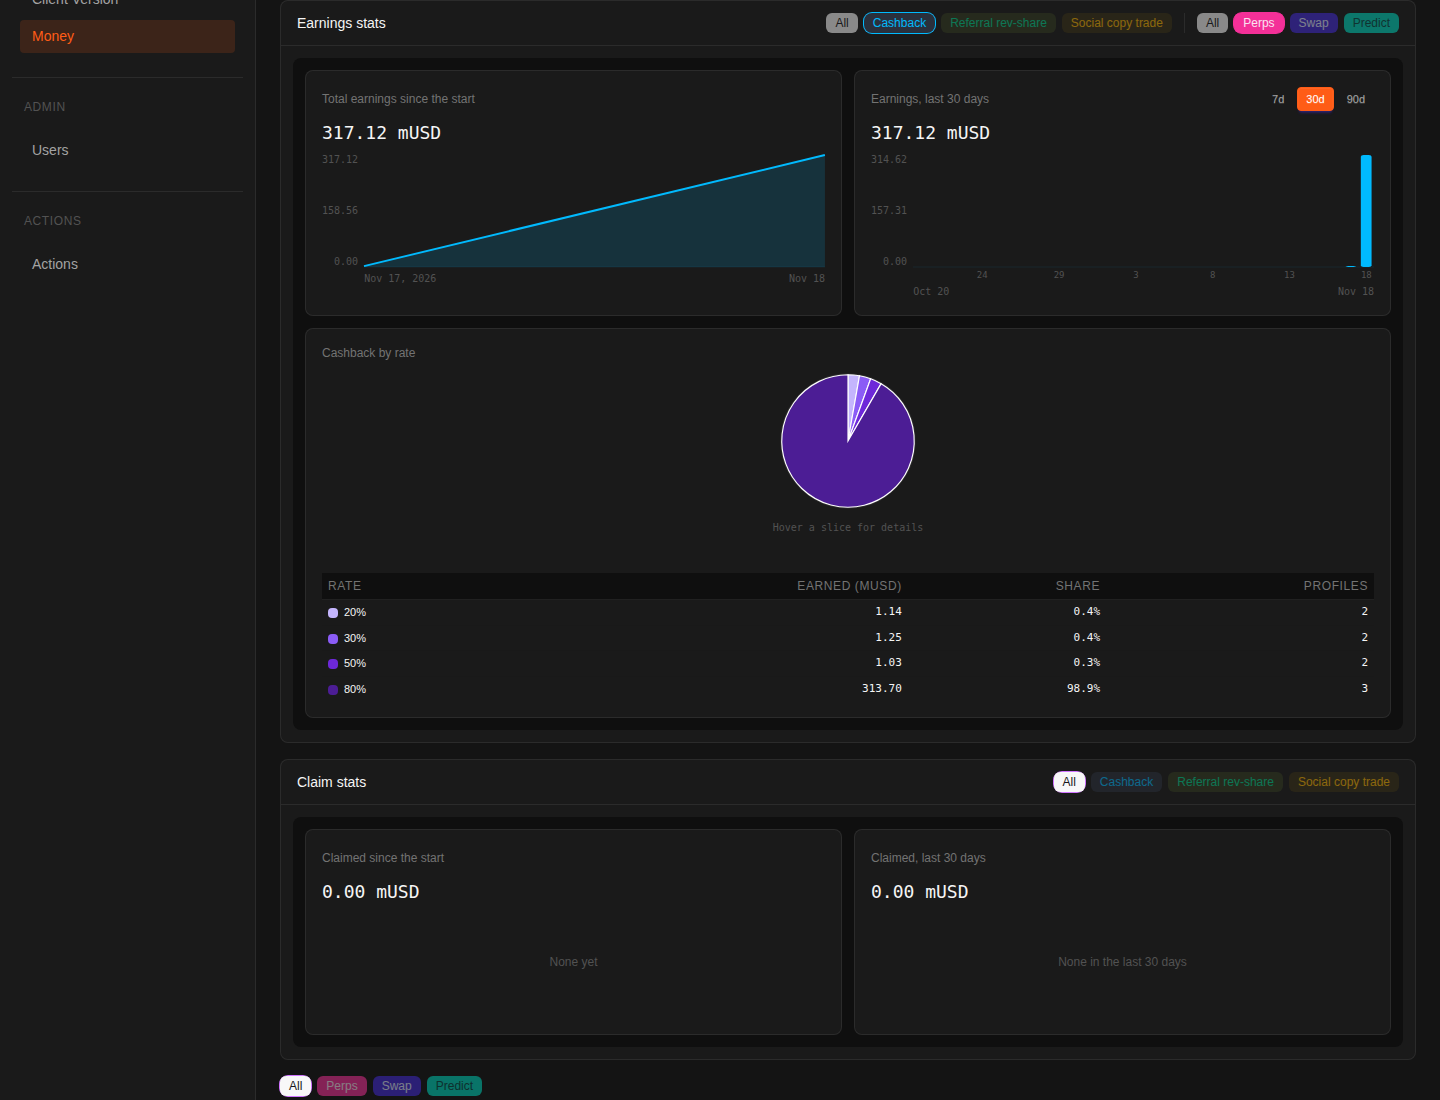 Client Version
Money
ADMIN
Users
ACTIONS
Actions
Earnings stats
All Cashback Referral rev-share Social copy trade All Perps Swap Predict
Total earnings since the start
317.12 mUSD
317.12
158.56
0.00
Nov 17, 2026 Nov 18
Earnings, last 30 days 7d 30d 90d
317.12 mUSD
314.62
157.31
0.00
24 29 3 8 13 18
Oct 20 Nov 18
Cashback by rate
Hover a slice for details
RATE EARNED (MUSD) SHARE PROFILES
20% 1.14 0.4% 2
30% 1.25 0.4% 2
50% 1.03 0.3% 2
80% 313.70 98.9% 3
Claim stats
All Cashback Referral rev-share Social copy trade
Claimed since the start
0.00 mUSD
None yet
Claimed, last 30 days
0.00 mUSD
None in the last 30 days
All Perps Swap Predict